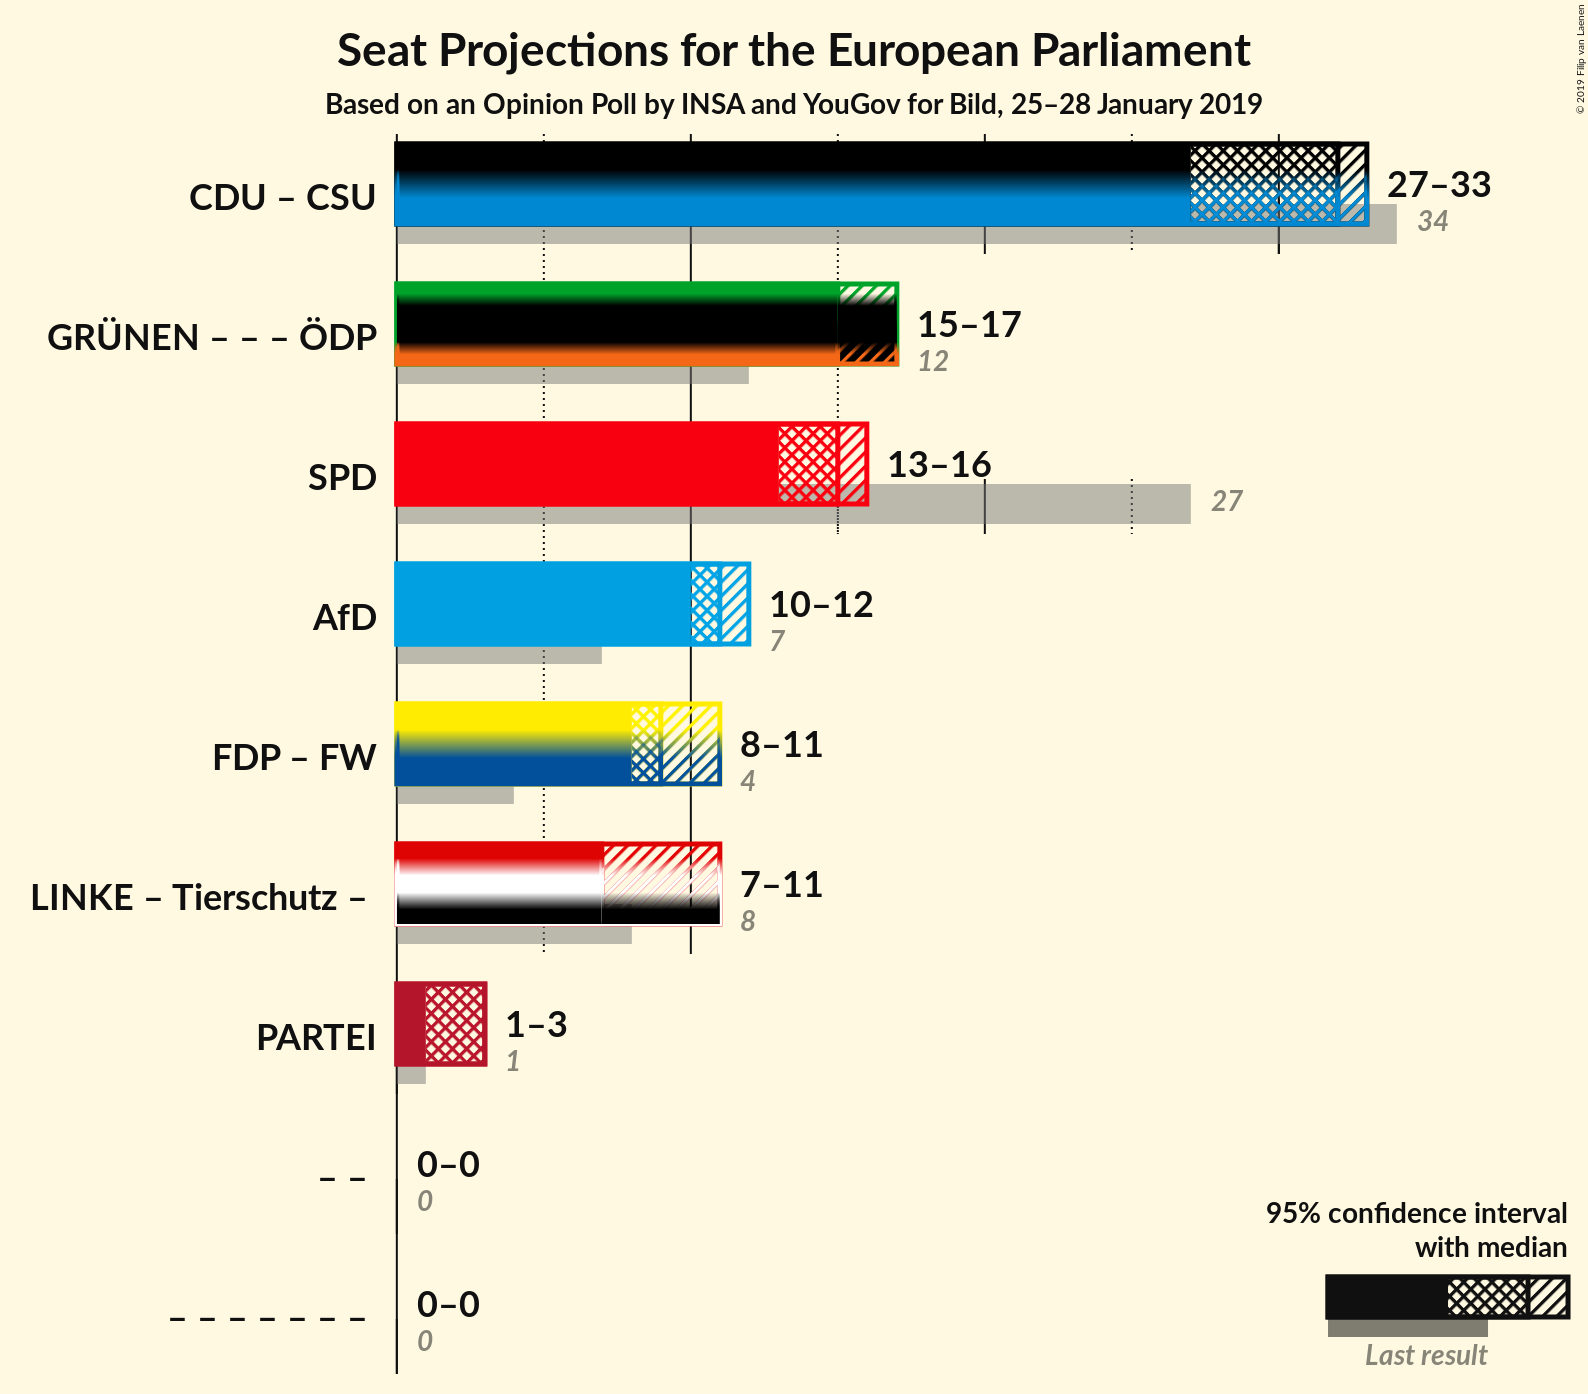 Seat Projections for the European Parliament
Based on an Opinion Poll by INSA and YouGov for Bild, 25–28 January 2019
© 2019 Filip van Laenen
CDU – CSU
27–33
34
GRÜNEN – – – ÖDP
15–17
12
SPD
13–16
27
AfD
10–12
7
FDP – FW
8–11
4
LINKE – Tierschutz –
7–11
8
PARTEI
1–3
1
– –
0–0
0
– – – – – – –
0–0
0
95% confidence interval
with median
Last result